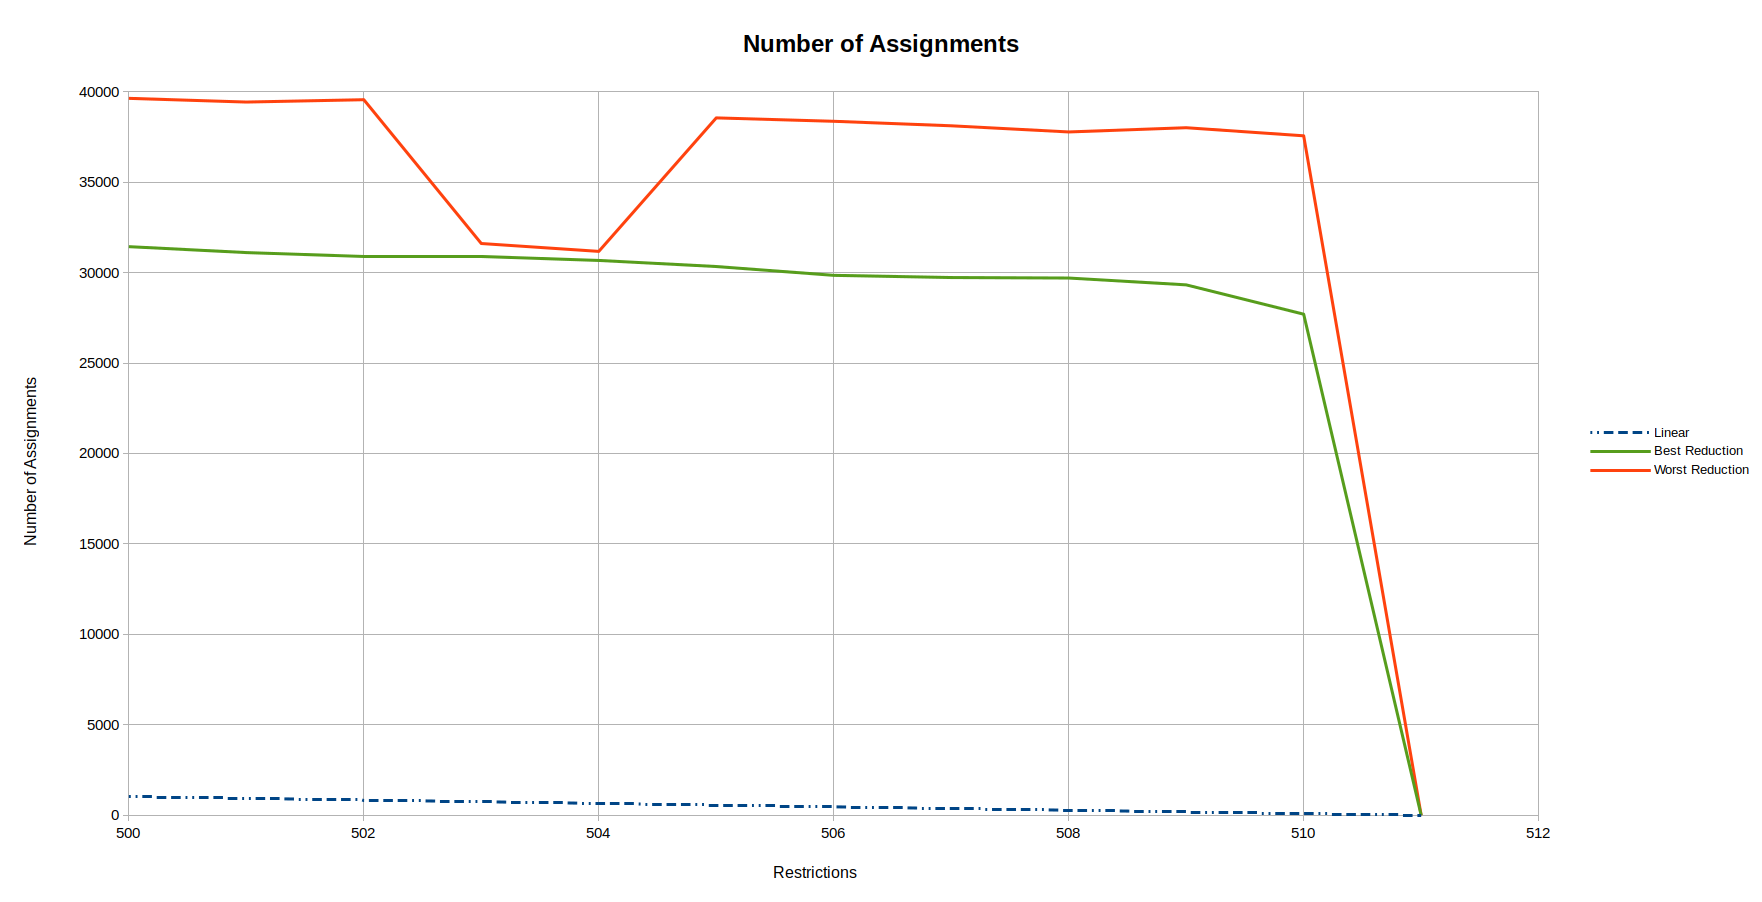 Number of Assignments
40000
35000
30000
25000
20000
15000
10000
5000
0
Number of Assignments
500 502 504 506 508 510 512
Restrictions
Linear
Best Reduction
Worst Reduction